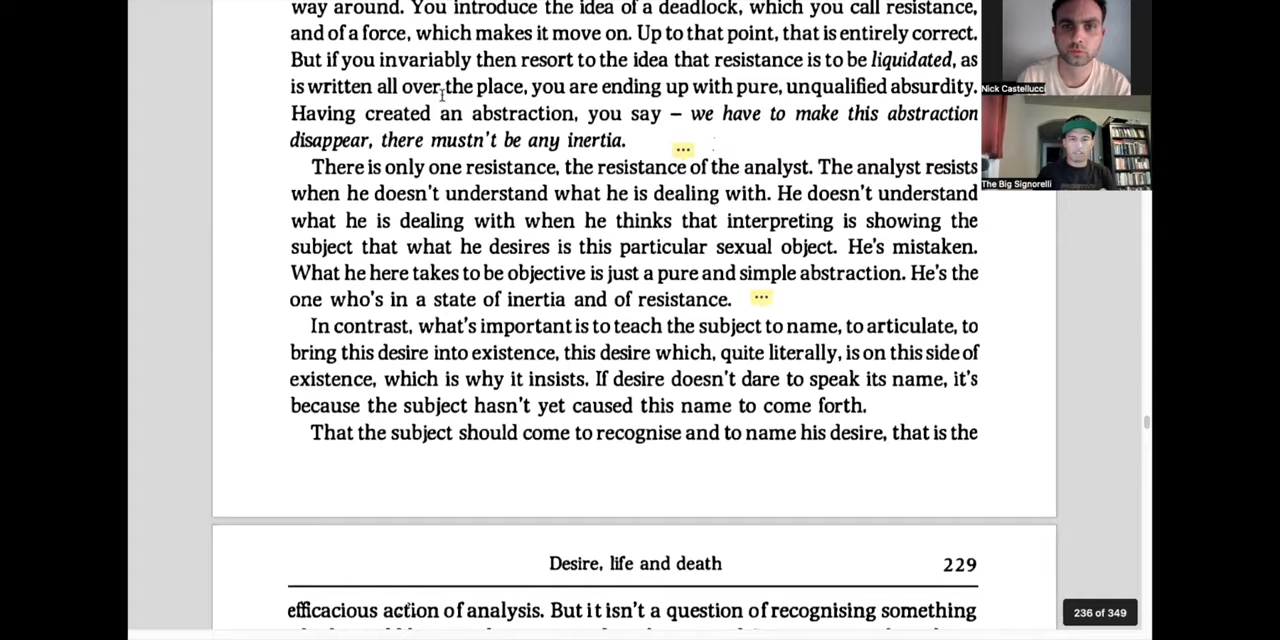 way around. You introduce the idea of a deadlock, which you call resistance,
and of a force, which makes it move on. Up to that point, that is entirely correct.
But if you invariably then resort to the idea that resistance is to be liquidated, as
is written all over the place, you are ending up with pure, unqualified absurdity.
Having created an abstraction, you say – we have to make this abstraction
disappear, there mustn't be any inertia.
There is only one resistance, the resistance of the analyst. The analyst resists
when he doesn't understand what he is dealing with. He doesn't understand
what he is dealing with when he thinks that interpreting is showing the
subject that what he desires is this particular sexual object. He's mistaken.
What he here takes to be objective is just a pure and simple abstraction. He's the
one who's in a state of inertia and of resistance.
In contrast, what's important is to teach the subject to name, to articulate, to
bring this desire into existence, this desire which, quite literally, is on this side of
existence, which is why it insists. If desire doesn't dare to speak its name, it's
because the subject hasn't yet caused this name to come forth.
That the subject should come to recognise and to name his desire, that is the
Desire, life and death 229
efficacious action of analysis. But it isn't a question of recognising something
236 of 349
Nick Castellucci
The Big Signorelli